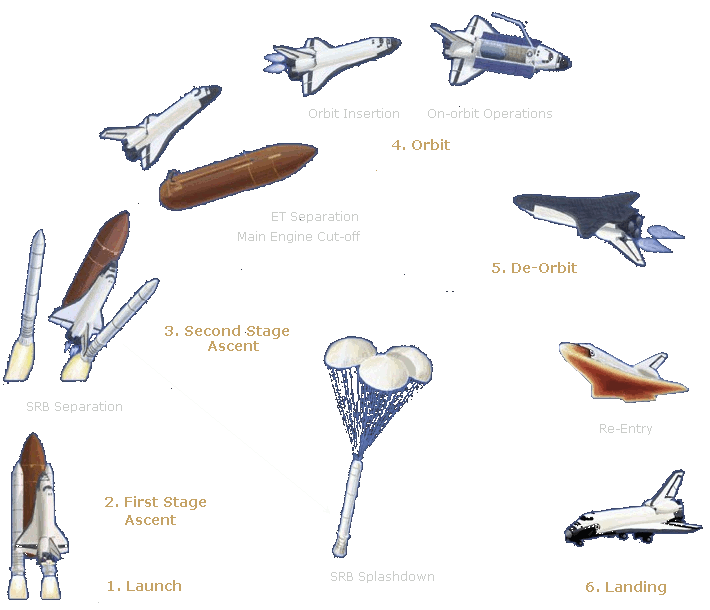 Orbit Insertion
On-orbit Operations
4. Orbit
ET Separation
Main Engine Cut-off
5. De-Orbit
3. Second Stage
Ascent
SRB Separation
Re-Entry
2. First Stage
Ascent
SRB Splashdown
1. Launch
6. Landing